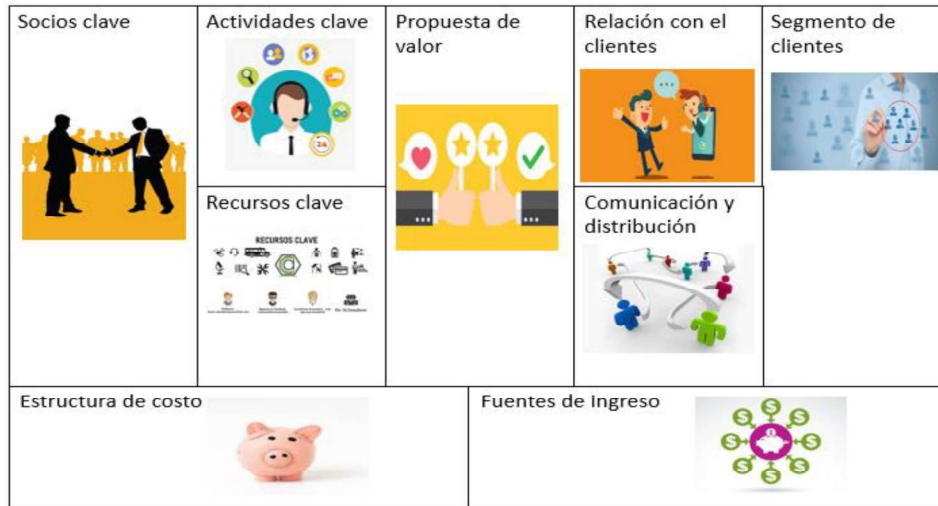 Socios clave
Actividades clave
24
Recursos clave
RECURSOS CLAVE
Propuesta de
valor
Relación con el
clientes
Comunicación y
distribución
Segmento de
clientes
Estructura de costo
Fuentes de Ingreso
$
$
$
$
$
$
$
$